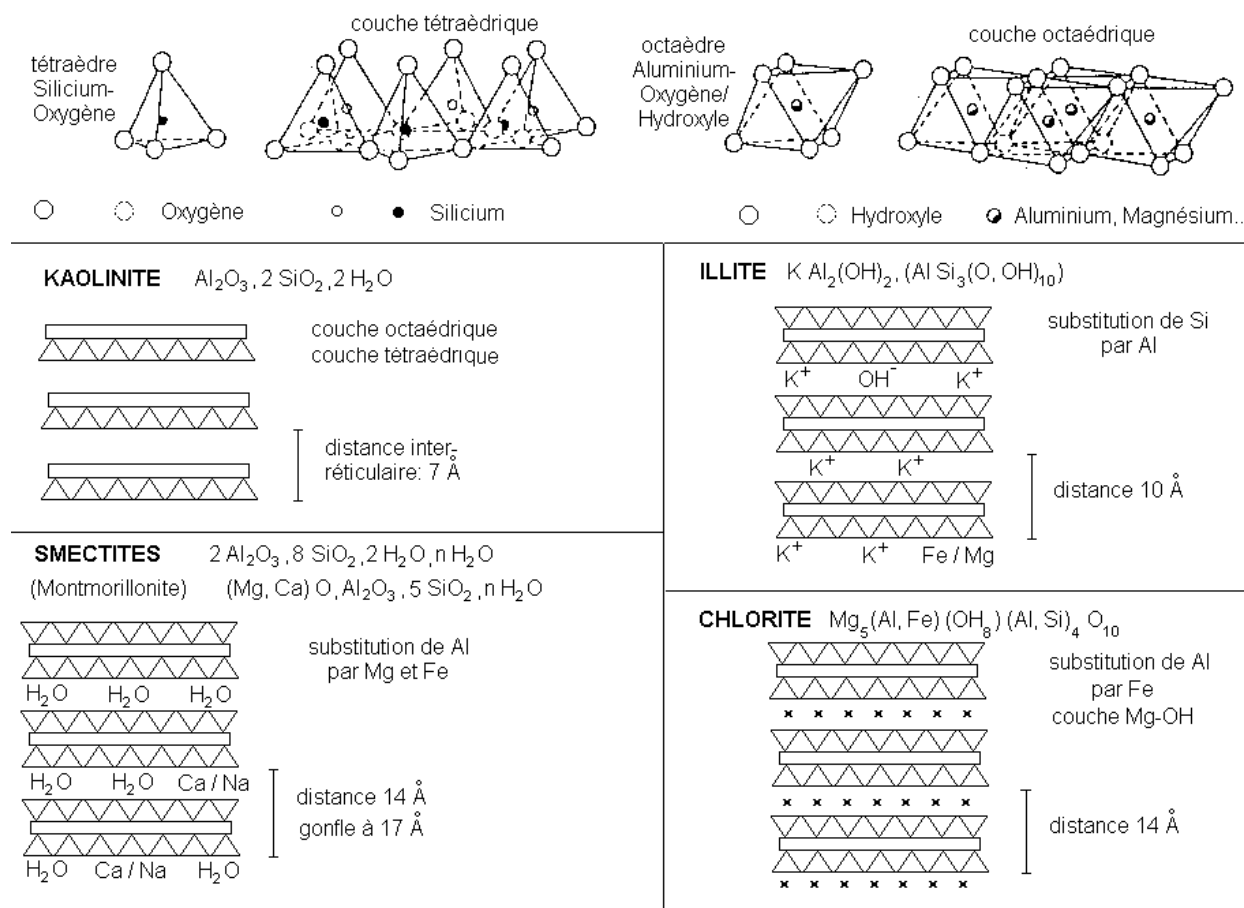 couche tétraèdrique
tétraèdre
Silicium-
Oxygène
octaèdre
Aluminium-
Oxygène/
Hydroxyle
couche octaédrique
Oxygène
Silicium
Hydroxyle
Aluminium, Magnésium..
KAOLINITE Al₂O₃, 2 SiO₂, 2 H₂O
couche octaédrique
couche tétraédrique
distance inter-
réticulaire: 7 Å
ILLITE K Al₂(OH)₂, (Al Si₃(O, OH)₁₀)
substitution de Si
par Al
K⁺ OH⁻ K⁺
K⁺ K⁺
distance 10 Å
K⁺ K⁺ Fe / Mg
SMECTITES 2 Al₂O₃, 8 SiO₂, 2 H₂O, n H₂O
(Montmorillonite) (Mg, Ca) O, Al₂O₃, 5 SiO₂, n H₂O
substitution de Al
par Mg et Fe
H₂O H₂O H₂O
H₂O H₂O Ca / Na
distance 14 Å
gonfle à 17 Å
H₂O Ca / Na H₂O
CHLORITE Mg₅(Al, Fe) (OH₈) (Al, Si)₄ O₁₀
substitution de Al
par Fe
couche Mg-OH
distance 14 Å